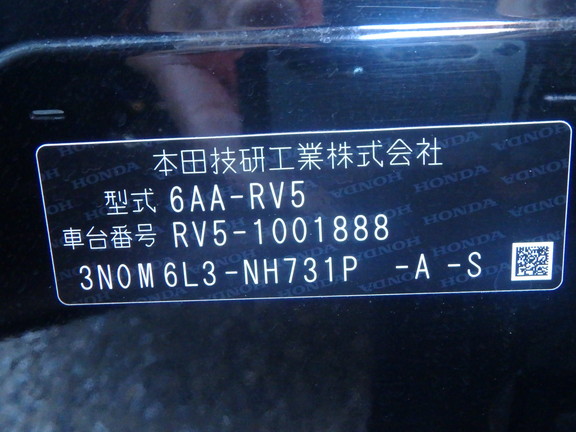 本田技研工業株式会社
型式 6AA-RV5
車台番号 RV5-1001888
3N0M6L3-NH731P -A -S